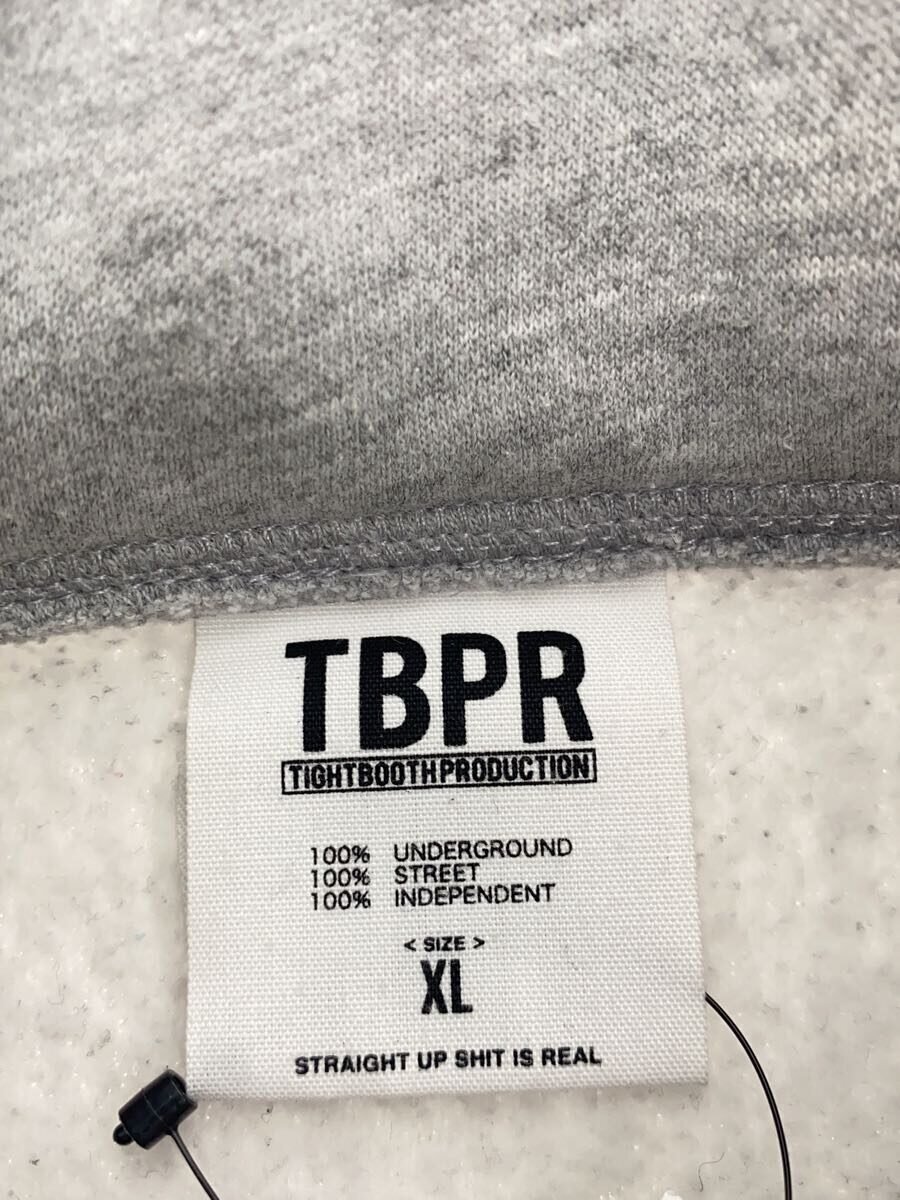 TBPR
TIGHTBOOTHPRODUCTION
100% UNDERGROUND
100% STREET
100% INDEPENDENT
< SIZE >
XL
STRAIGHT UP SHIT IS REAL